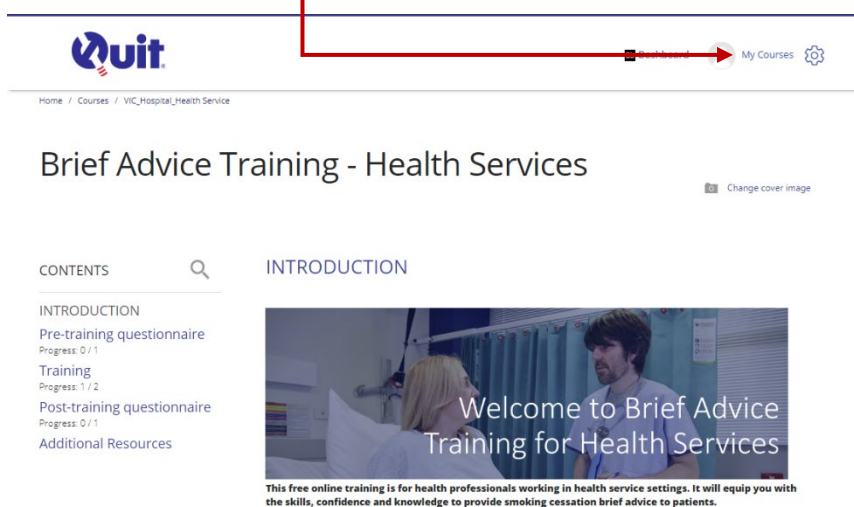 Quit
Dashboard My Courses
Home / Courses / VIC_Hospital_Health Service
Brief Advice Training - Health Services
Change cover image
CONTENTS
INTRODUCTION
Pre-training questionnaire
Progress: 0 / 1
Training
Progress: 1 / 2
Post-training questionnaire
Progress: 0 / 1
Additional Resources
INTRODUCTION
Welcome to Brief Advice
Training for Health Services
This free online training is for health professionals working in health service settings. It will equip you with
the skills, confidence and knowledge to provide smoking cessation brief advice to patients.